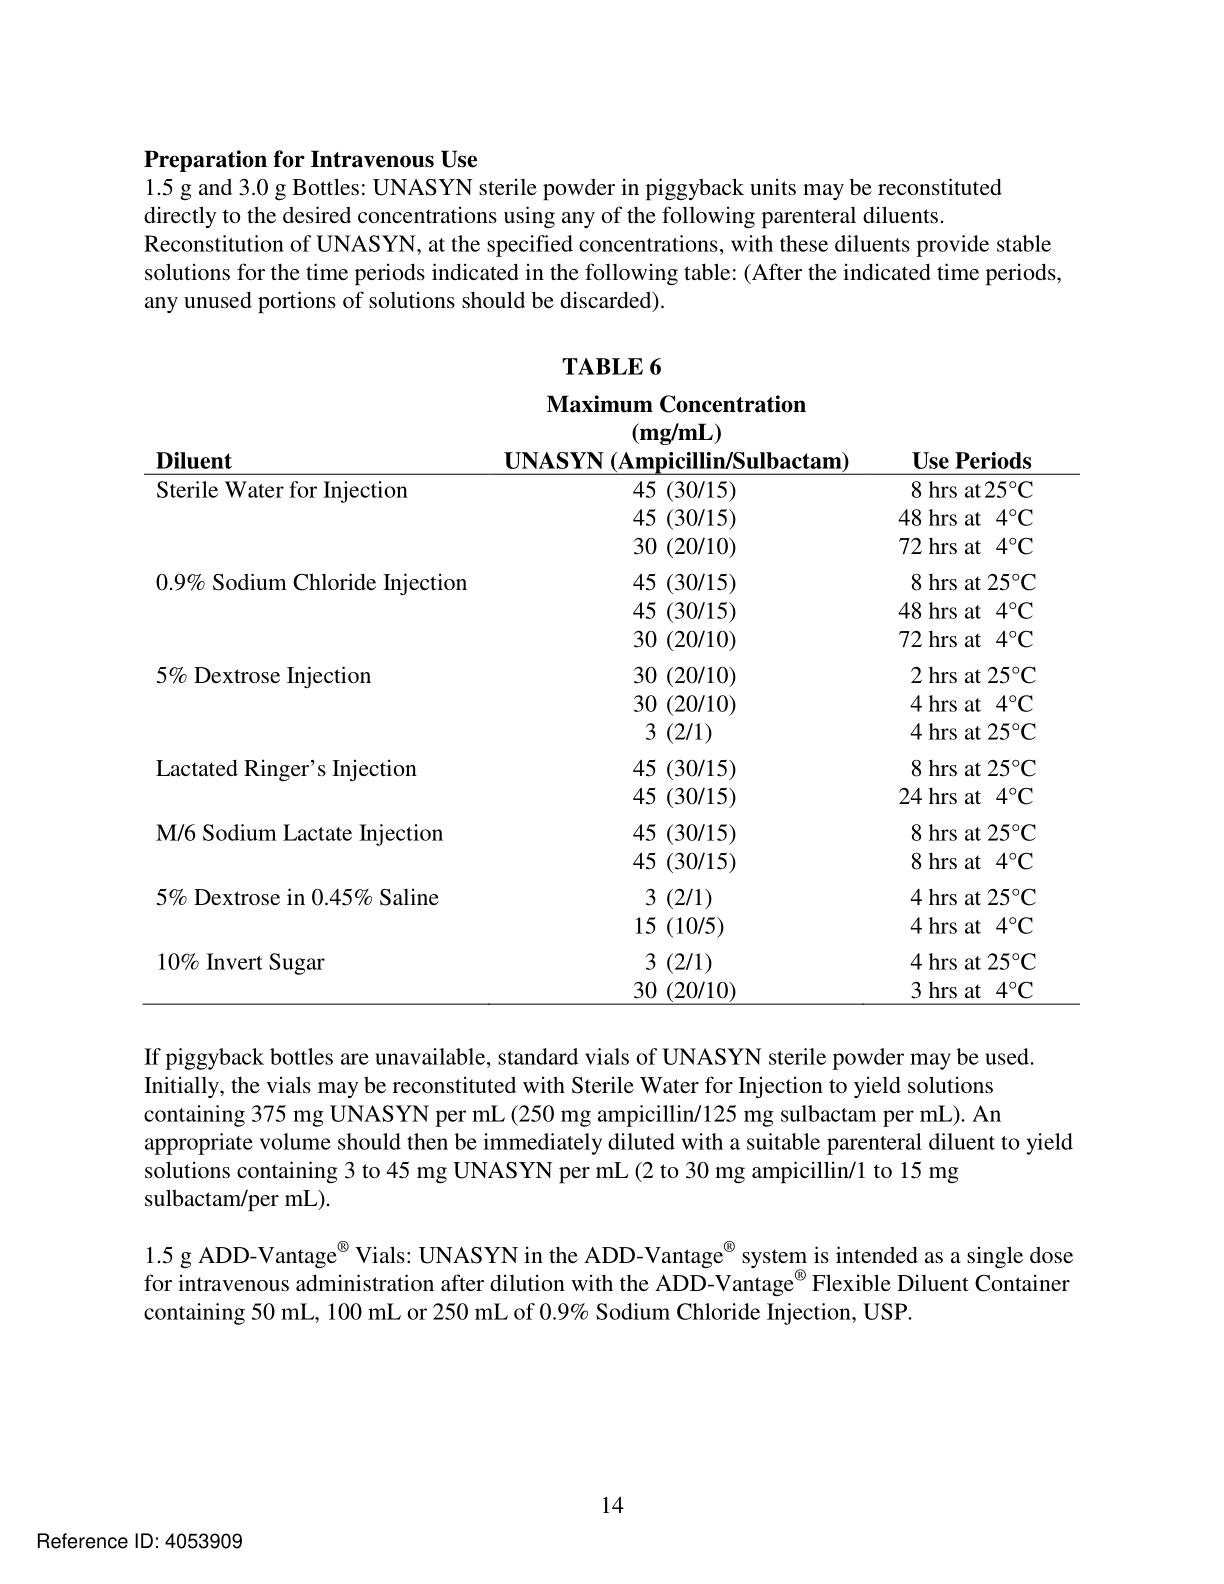 Preparation for Intravenous Use
1.5 g and 3.0 g Bottles: UNASYN sterile powder in piggyback units may be reconstituted
directly to the desired concentrations using any of the following parenteral diluents.
Reconstitution of UNASYN, at the specified concentrations, with these diluents provide stable
solutions for the time periods indicated in the following table: (After the indicated time periods,
any unused portions of solutions should be discarded).
TABLE 6
Maximum Concentration
(mg/mL)
Diluent UNASYN (Ampicillin/Sulbactam) Use Periods
Sterile Water for Injection 45 (30/15) 8 hrs at 25°C
45 (30/15) 48 hrs at 4°C
30 (20/10) 72 hrs at 4°C
0.9% Sodium Chloride Injection 45 (30/15) 8 hrs at 25°C
45 (30/15) 48 hrs at 4°C
30 (20/10) 72 hrs at 4°C
5% Dextrose Injection 30 (20/10) 2 hrs at 25°C
30 (20/10) 4 hrs at 4°C
3 (2/1) 4 hrs at 25°C
Lactated Ringer’s Injection 45 (30/15) 8 hrs at 25°C
45 (30/15) 24 hrs at 4°C
M/6 Sodium Lactate Injection 45 (30/15) 8 hrs at 25°C
45 (30/15) 8 hrs at 4°C
5% Dextrose in 0.45% Saline 3 (2/1) 4 hrs at 25°C
15 (10/5) 4 hrs at 4°C
10% Invert Sugar 3 (2/1) 4 hrs at 25°C
30 (20/10) 3 hrs at 4°C
If piggyback bottles are unavailable, standard vials of UNASYN sterile powder may be used.
Initially, the vials may be reconstituted with Sterile Water for Injection to yield solutions
containing 375 mg UNASYN per mL (250 mg ampicillin/125 mg sulbactam per mL). An
appropriate volume should then be immediately diluted with a suitable parenteral diluent to yield
solutions containing 3 to 45 mg UNASYN per mL (2 to 30 mg ampicillin/1 to 15 mg
sulbactam/per mL).
1.5 g ADD-Vantage® Vials: UNASYN in the ADD-Vantage® system is intended as a single dose
for intravenous administration after dilution with the ADD-Vantage® Flexible Diluent Container
containing 50 mL, 100 mL or 250 mL of 0.9% Sodium Chloride Injection, USP.
14
Reference ID: 4053909